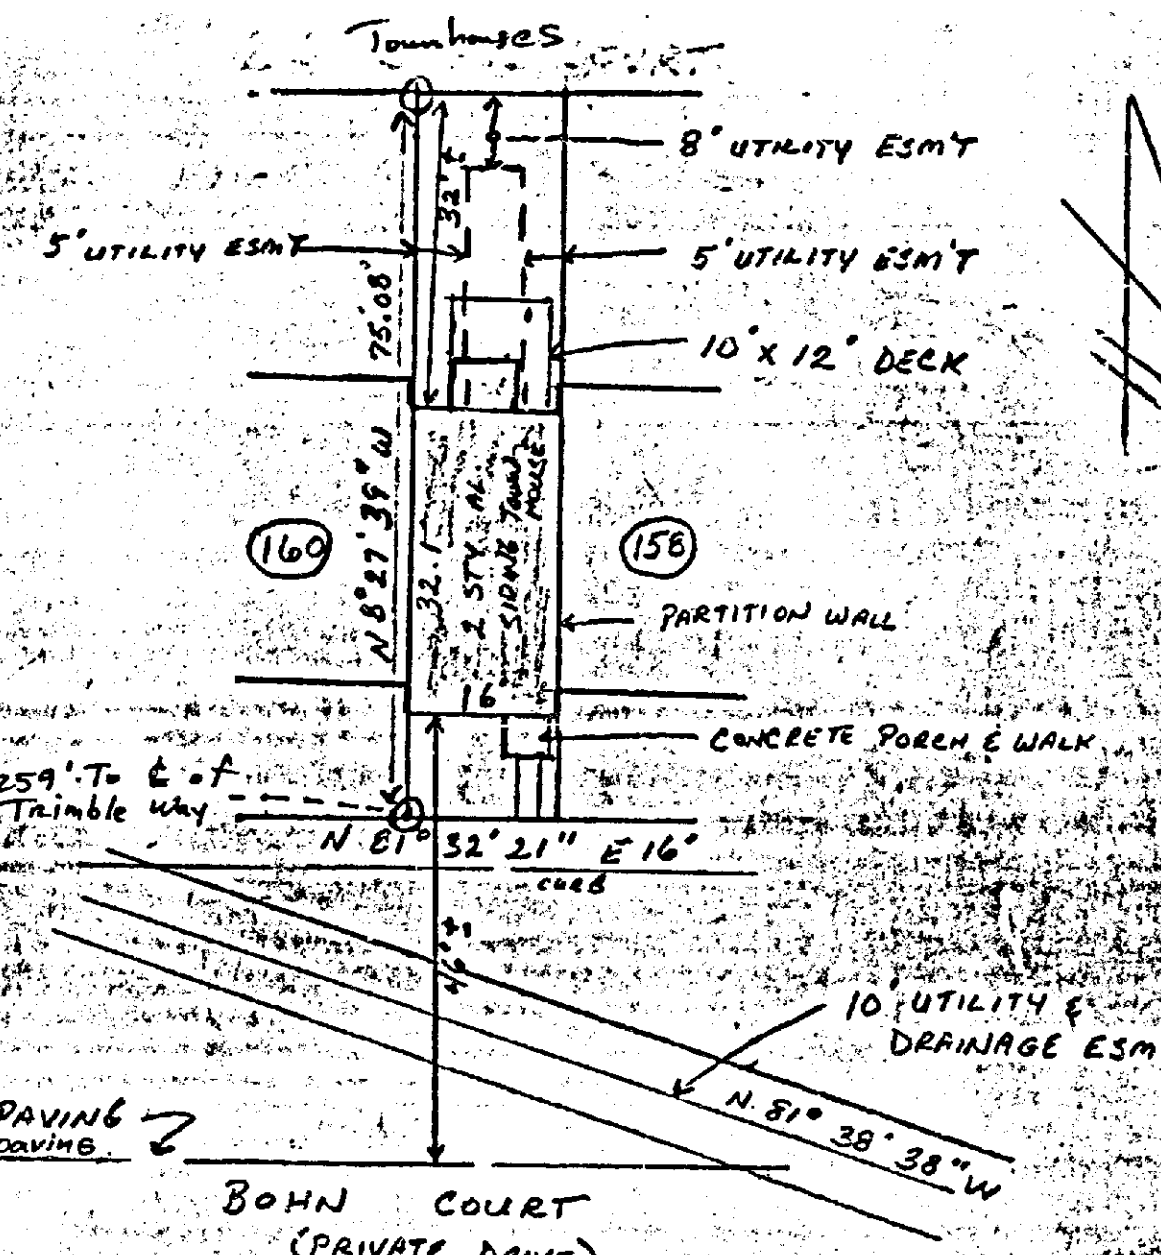 Townhouses
8' UTILITY ESM'T
32'±
5' UTILITY ESM'T
5' UTILITY ESM'T
75.08'
10' X 12' DECK
N 8° 27' 39" W
32.1
2 STY AL.
SIDING TOWN
HOUSE
160
158
PARTITION WALL
16
CONCRETE PORCH & WALK
259' To ℄ of
Trimble Way
N 81° 32' 21" E 16'
CURB
46'±
10' UTILITY &
DRAINAGE ESM
N. 81° 38' 38" W
PAVING
PAVING
BOHN COURT
(PRIVATE DRIVE)